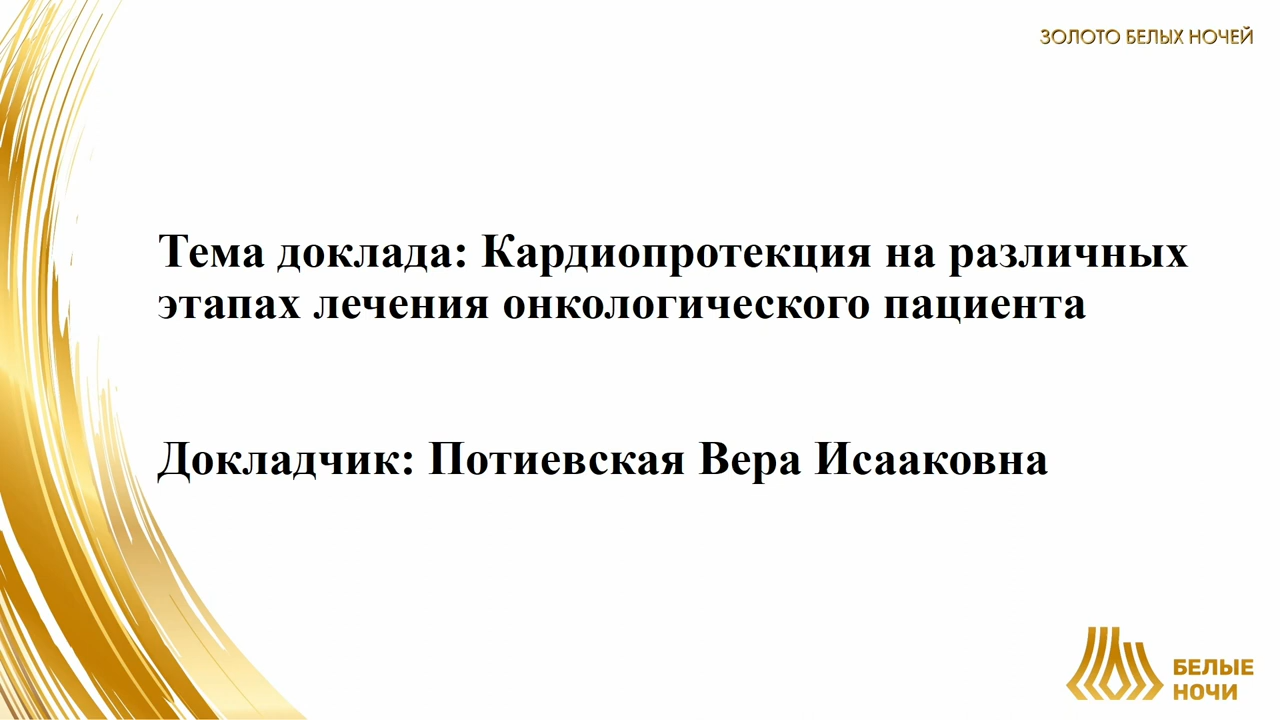 ЗОЛОТО БЕЛЫХ НОЧЕЙ
Тема доклада: Кардиопротекция на различных
этапах лечения онкологического пациента
Докладчик: Потиевская Вера Исааковна
БЕЛЫЕ
НОЧИ